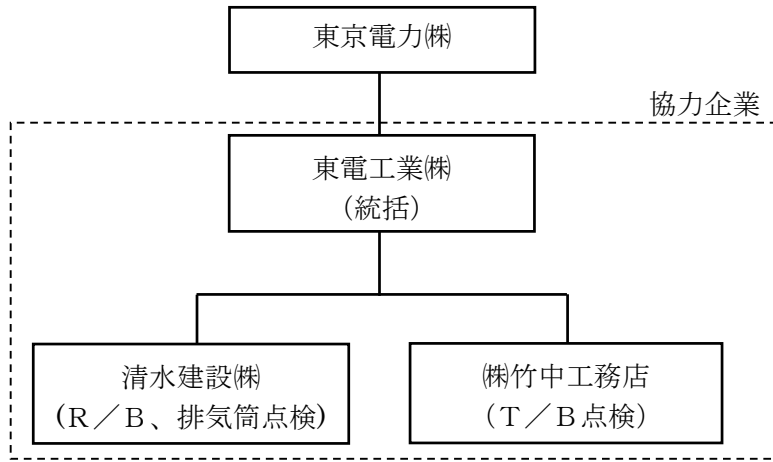 東京電力㈱
協力企業
東電工業㈱
（統括）
清水建設㈱
(Ｒ／Ｂ、排気筒点検)
㈱竹中工務店
（Ｔ／Ｂ点検）